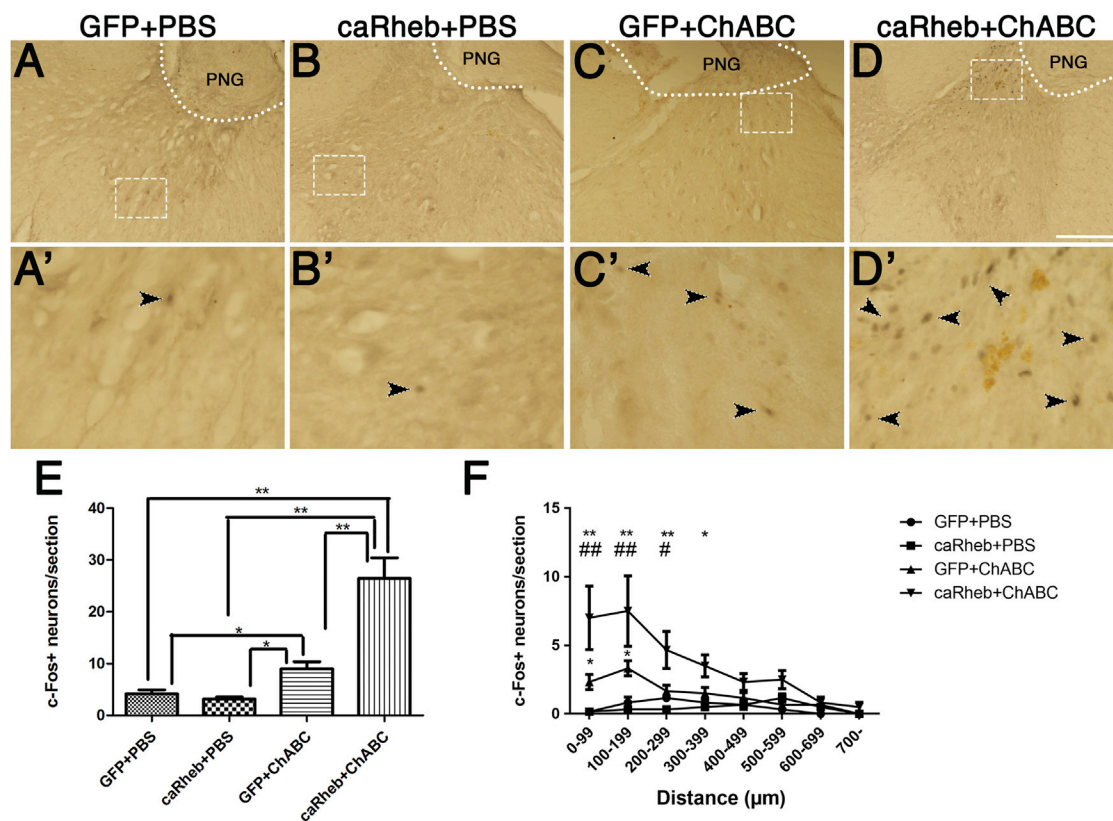 GFP+PBS caRheb+PBS GFP+ChABC caRheb+ChABC
A B C D
PNG PNG PNG PNG
A' B' C' D'
E F
** 
**
**
*
*
c-Fos+ neurons/section
40
30
20
10
0
GFP+PBS
caRheb+PBS
GFP+ChABC
caRheb+ChABC
c-Fos+ neurons/section
15
10
5
0
** ** ** *
## ## #
* *
0-99
100-199
200-299
300-399
400-499
500-599
600-699
700-
Distance (µm)
GFP+PBS
caRheb+PBS
GFP+ChABC
caRheb+ChABC